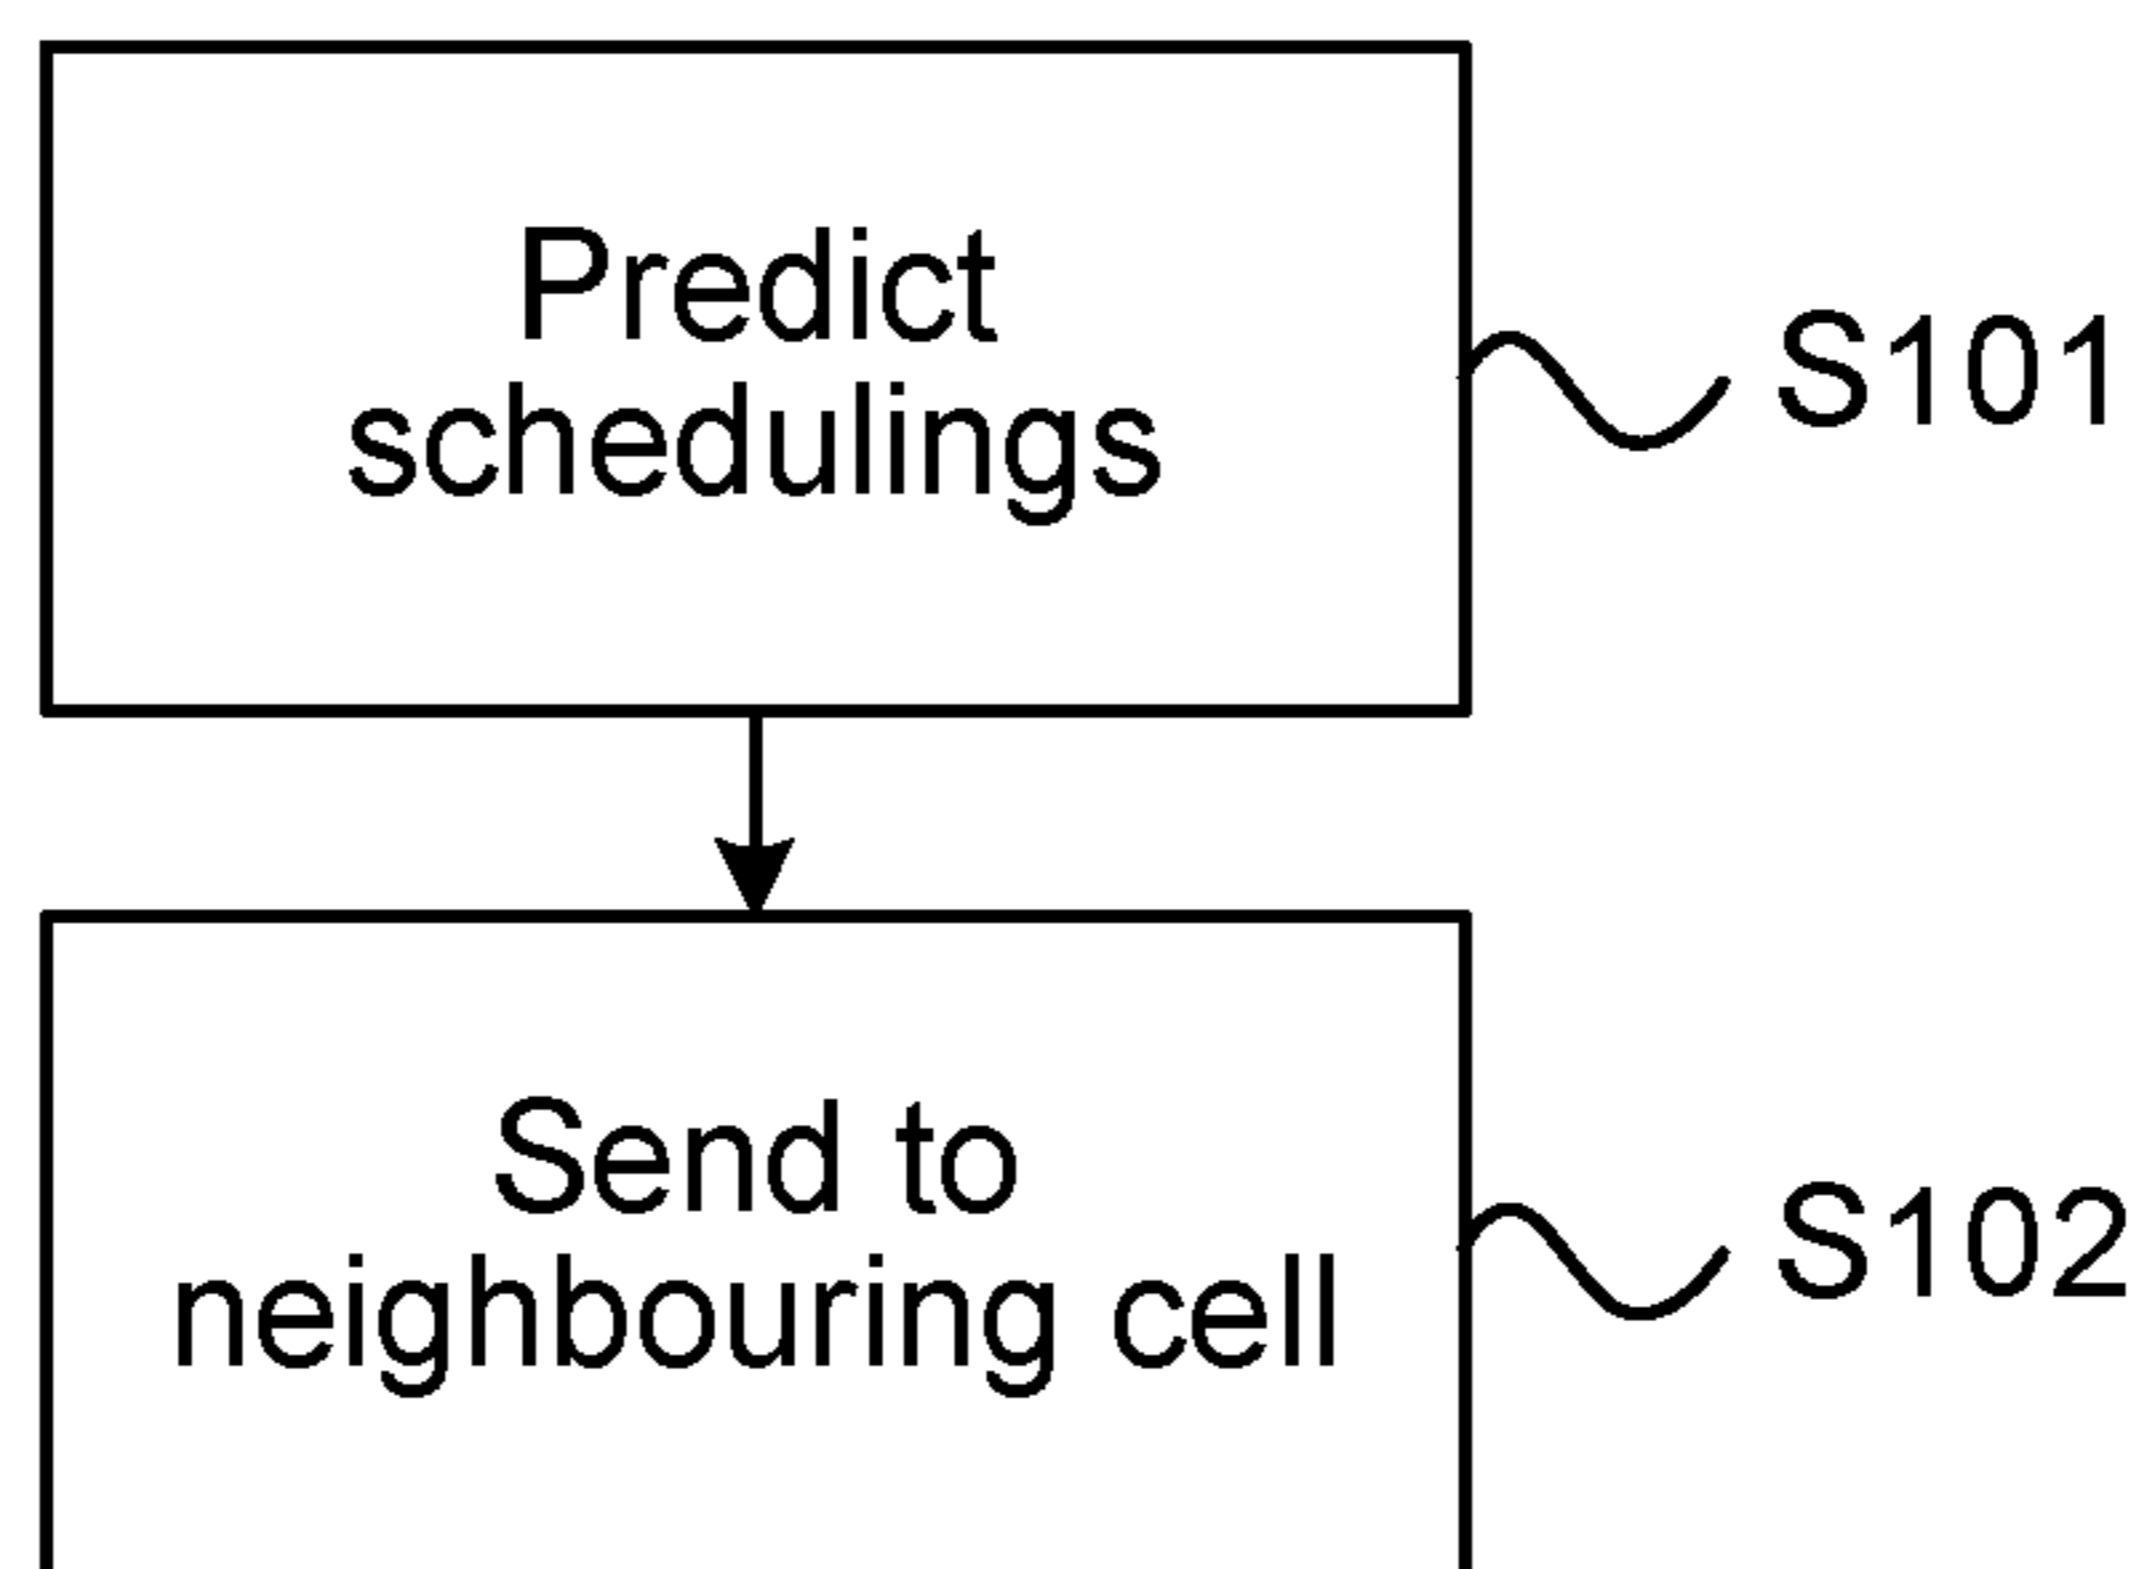 Predict
schedulings
S101
Send to
neighbouring cell
S102